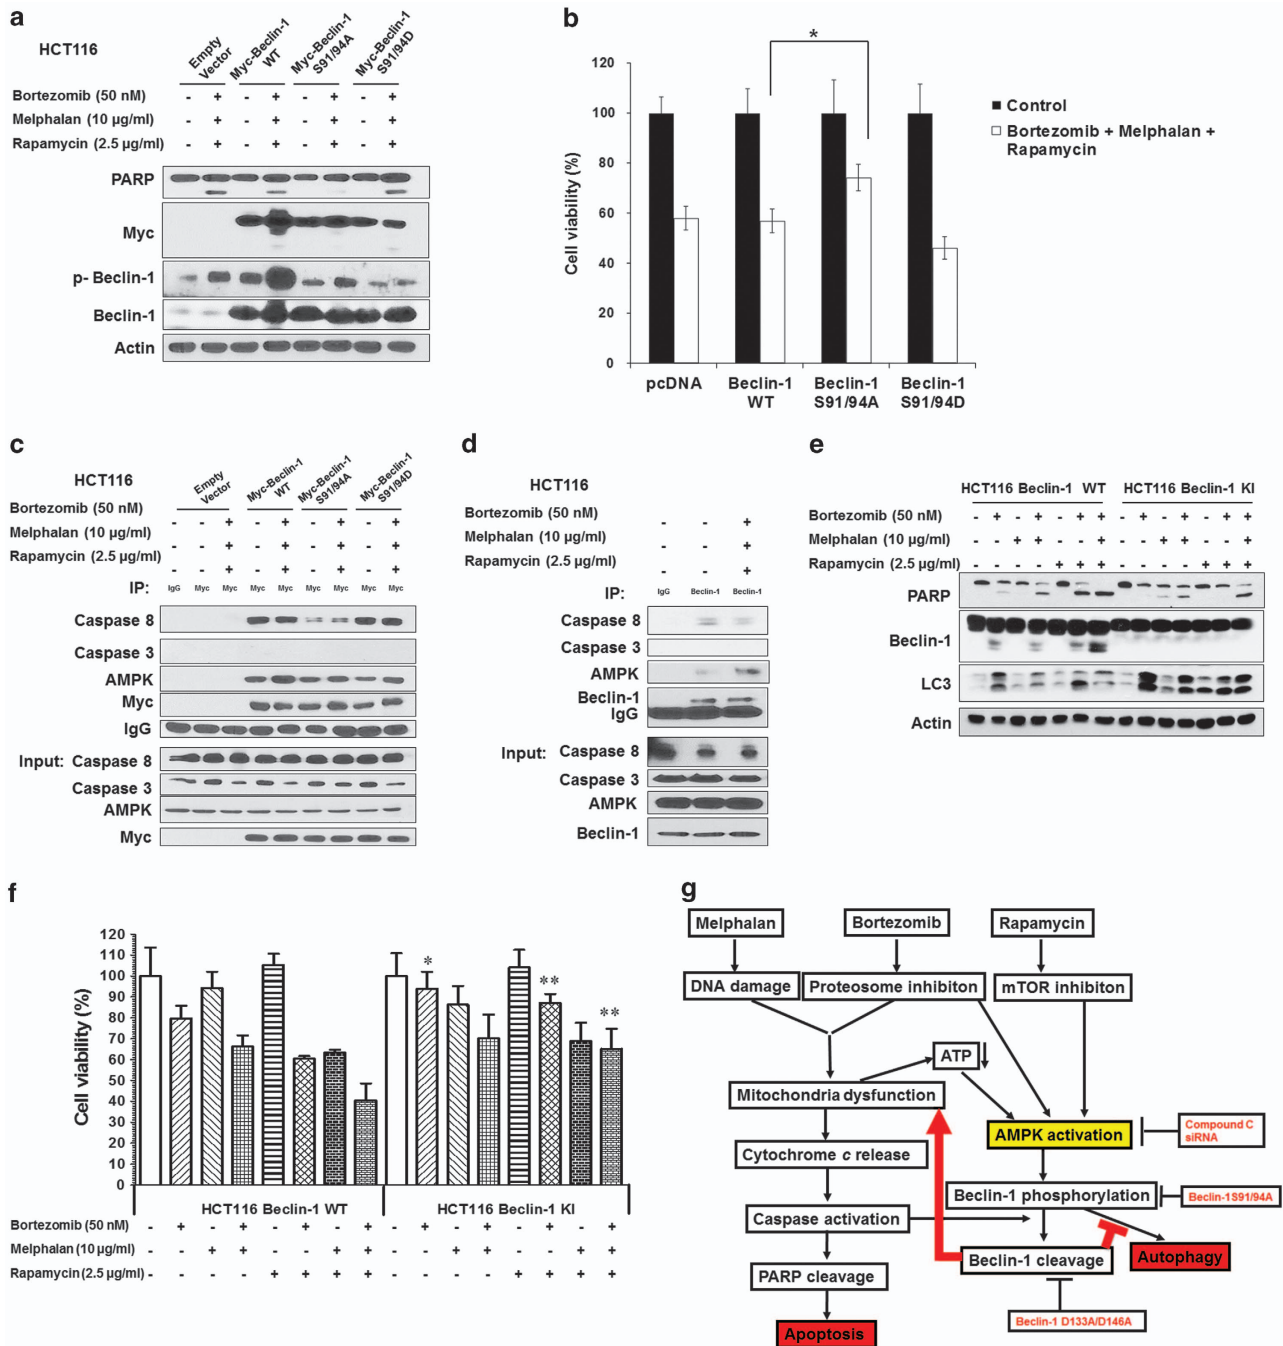 a
HCT116
Empty Vector
Myc-Beclin-1 WT
Myc-Beclin-1 S91/94A
Myc-Beclin-1 S91/94D
Bortezomib (50 nM) - + - + - + - +
Melphalan (10 µg/ml) - + - + - + - +
Rapamycin (2.5 µg/ml) - + - + - + - +
PARP
Myc
p- Beclin-1
Beclin-1
Actin
b
*
120
100
80
60
40
20
0
Cell viability (%)
pcDNA
Beclin-1 WT
Beclin-1 S91/94A
Beclin-1 S91/94D
Control
Bortezomib + Melphalan +
Rapamycin
c
HCT116
Empty Vector
Myc-Beclin-1 WT
Myc-Beclin-1 S91/94A
Myc-Beclin-1 S91/94D
Bortezomib (50 nM) - - + - + - + - +
Melphalan (10 µg/ml) - - + - + - + - +
Rapamycin (2.5 µg/ml) - - + - + - + - +
IP: IgG Myc Myc Myc Myc Myc Myc Myc Myc
Caspase 8
Caspase 3
AMPK
Myc
IgG
Input: Caspase 8
Caspase 3
AMPK
Myc
d
HCT116
Bortezomib (50 nM) - - +
Melphalan (10 µg/ml) - - +
Rapamycin (2.5 µg/ml) - - +
IP: IgG Beclin-1 Beclin-1
Caspase 8
Caspase 3
AMPK
Beclin-1
IgG
Input: Caspase 8
Caspase 3
AMPK
Beclin-1
e
HCT116 Beclin-1 WT HCT116 Beclin-1 KI
Bortezomib (50 nM) - + - + - + + - + - + - + +
Melphalan (10 µg/ml) - - + + - - + - - + + - - +
Rapamycin (2.5 µg/ml) - - - - + + + - - - - + + +
PARP
Beclin-1
LC3
Actin
f
120
110
100
90
80
70
60
50
40
30
20
10
0
Cell viability (%)
*
**
**
HCT116 Beclin-1 WT HCT116 Beclin-1 KI
Bortezomib (50 nM) - + - + - + - + - + - + - + - +
Melphalan (10 µg/ml) - - + + - - + + - - + + - - + +
Rapamycin (2.5 µg/ml) - - - - + + + + - - - - + + + +
g
Melphalan
Bortezomib
Rapamycin
DNA damage
Proteosome inhibiton
mTOR inhibiton
ATP
Mitochondria dysfunction
AMPK activation
Compound C
siRNA
Cytochrome c release
Beclin-1 phosphorylation
Beclin-1S91/94A
Caspase activation
Beclin-1 cleavage
Autophagy
PARP cleavage
Beclin-1 D133A/D146A
Apoptosis